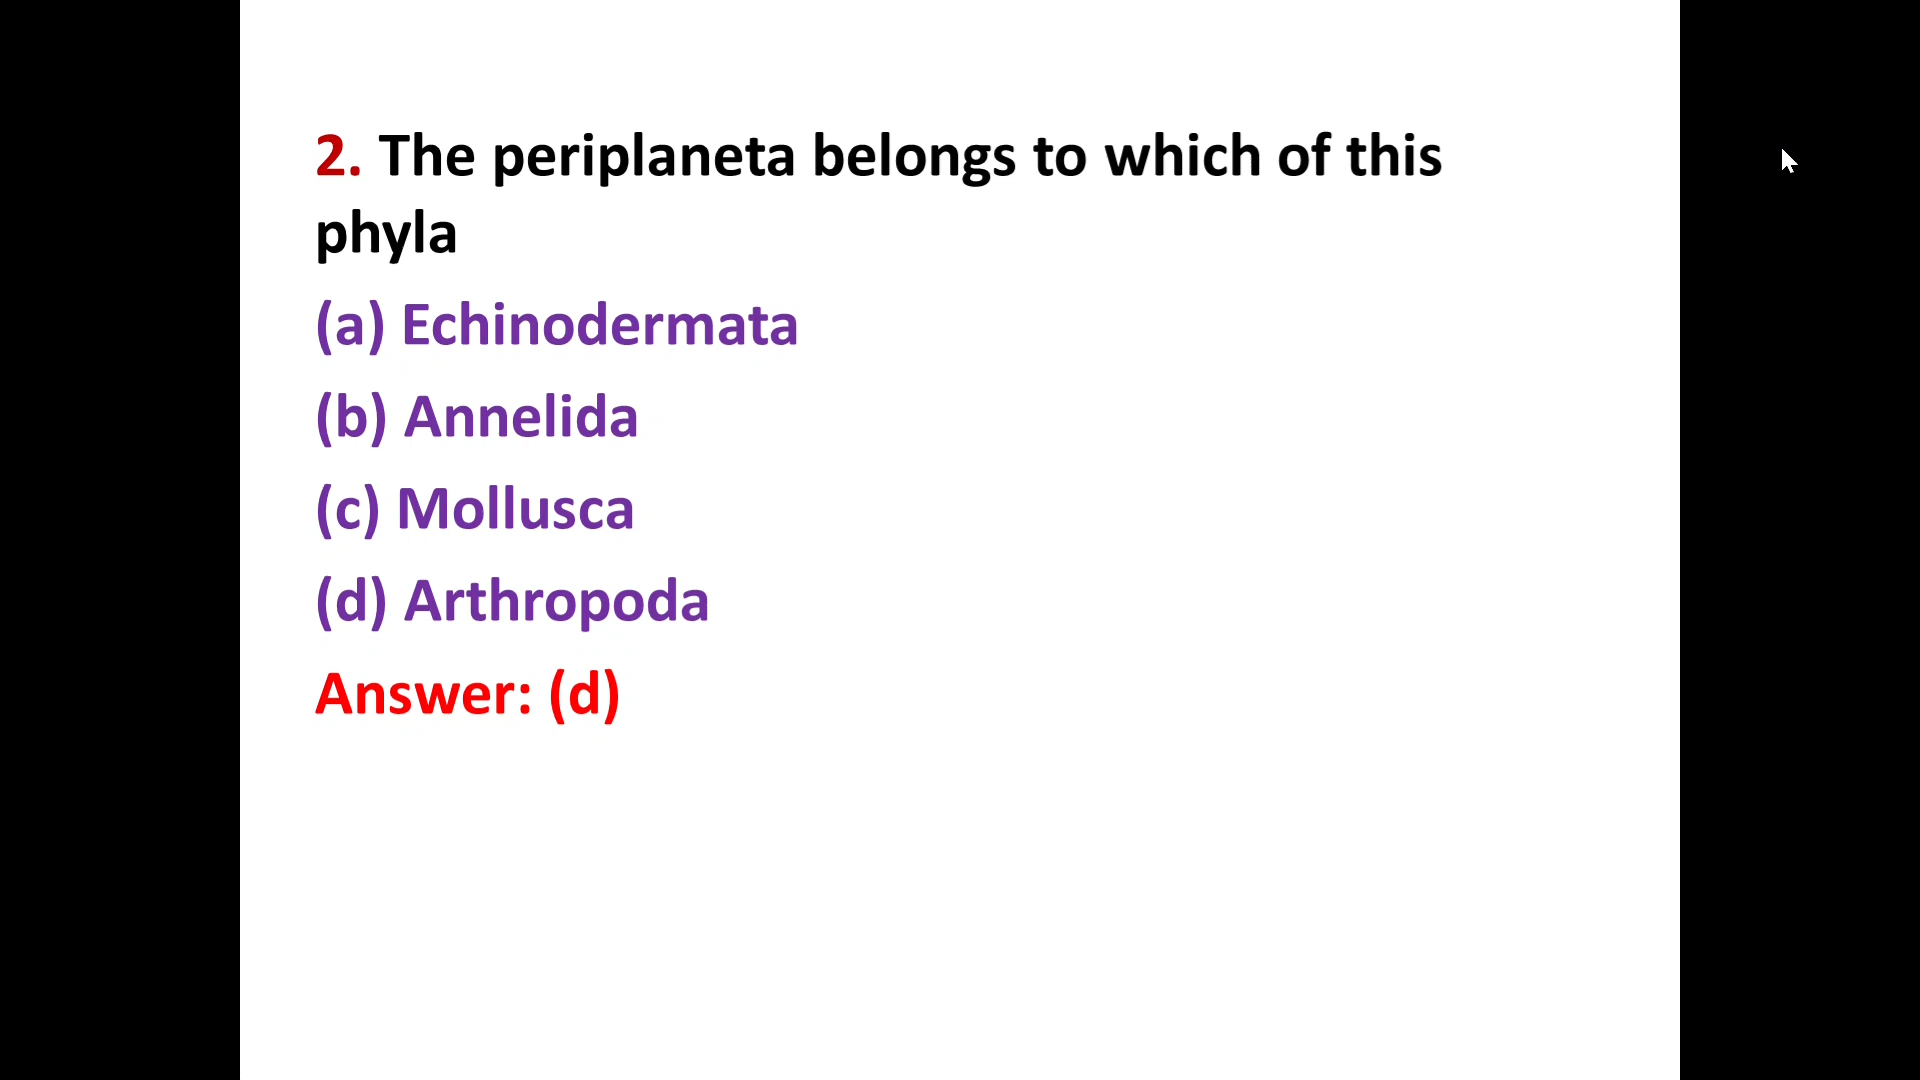 2. The periplaneta belongs to which of this
phyla
(a) Echinodermata
(b) Annelida
(c) Mollusca
(d) Arthropoda
Answer: (d)